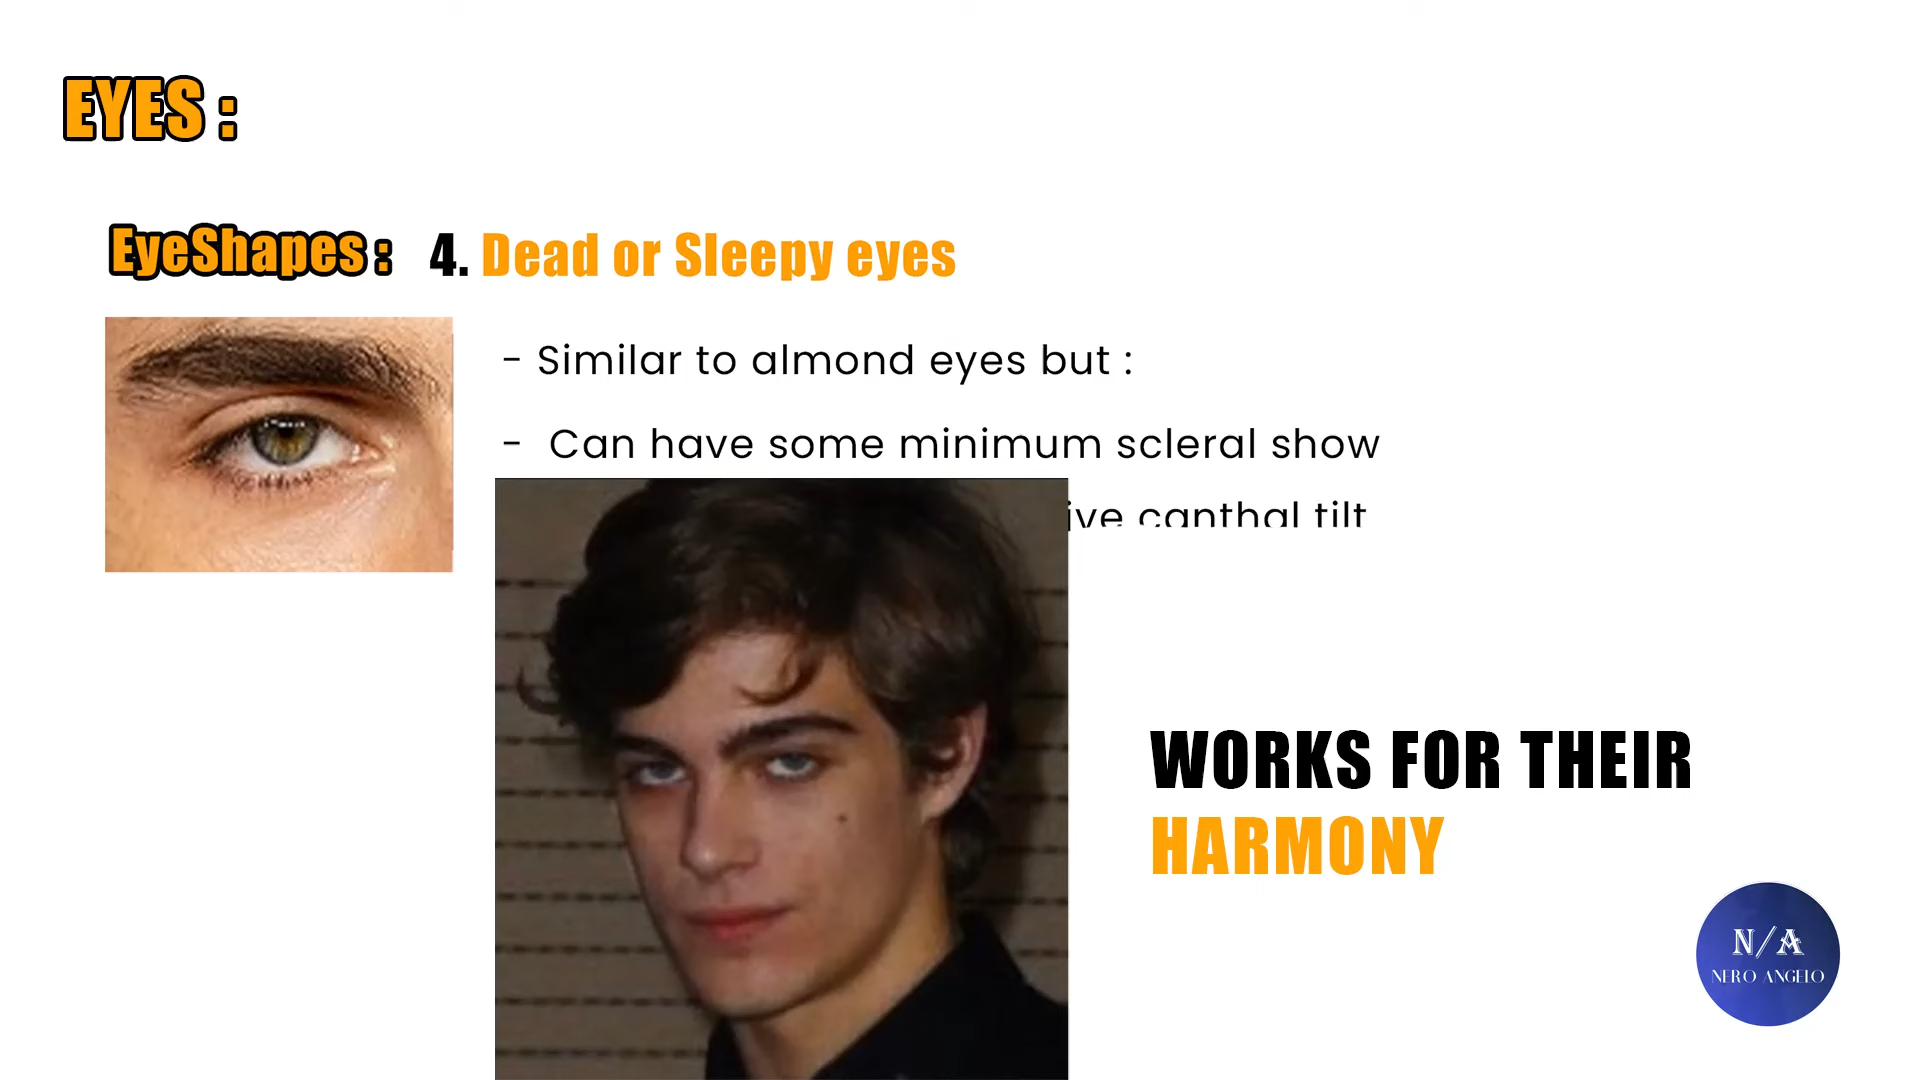 EYES :
EyeShapes : 4. Dead or Sleepy eyes
- Similar to almond eyes but :
- Can have some minimum scleral show
canthal tilt
WORKS FOR THEIR
HARMONY
N/A
NERO ANGELO